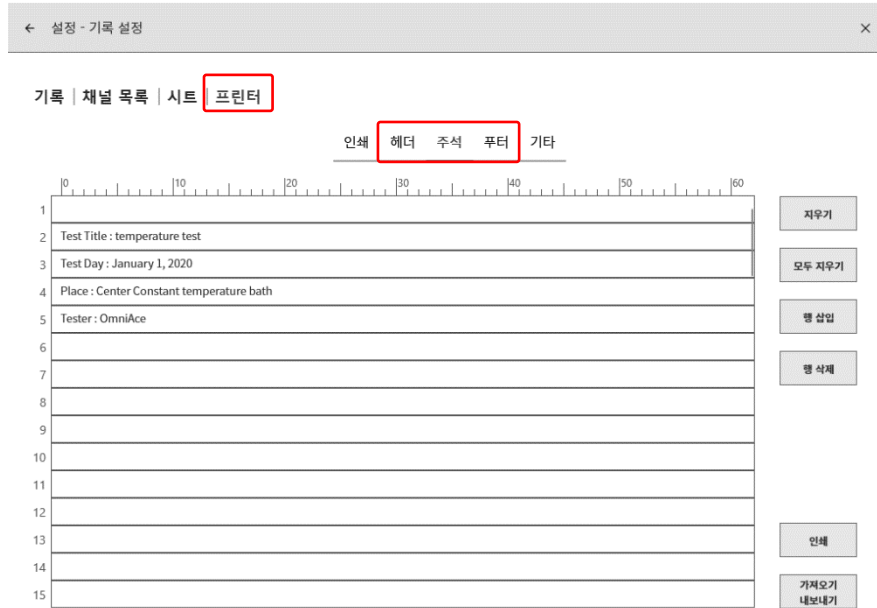 ← 설정 - 기록 설정 ×
기록 | 채널 목록 | 시트 | 프린터
인쇄 헤더 주석 푸터 기타
0 10 20 30 40 50 60
1
2 Test Title : temperature test
3 Test Day : January 1, 2020
4 Place : Center Constant temperature bath
5 Tester : OmniAce
6
7
8
9
10
11
12
13
14
15
지우기
모두 지우기
행 삽입
행 삭제
인쇄
가져오기
내보내기